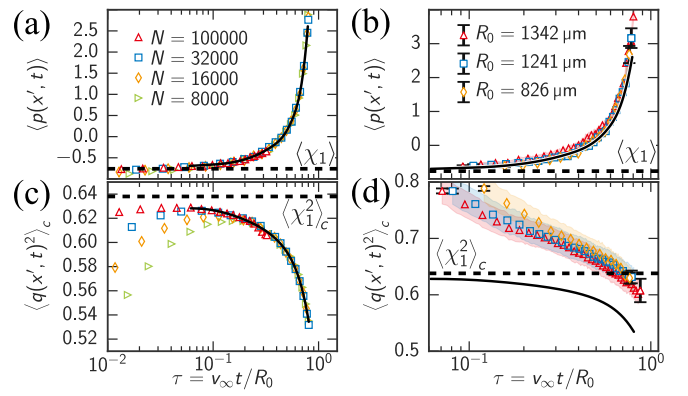 (a)
2.5
2.0
1.5
1.0
0.5
0.0
−0.5
⟨p(x′, t)⟩
N = 100000
N = 32000
N = 16000
N = 8000
⟨χ₁⟩
(b)
3
2
1
0
⟨p(x′, t)⟩
R₀ = 1342 μm
R₀ = 1241 μm
R₀ = 826 μm
⟨χ₁⟩
(c)
0.64
0.62
0.60
0.58
0.56
0.54
0.52
⟨q(x′, t)²⟩c
⟨χ₁²⟩c
10⁻² 10⁻¹ 10⁰
τ = v∞t/R₀
(d)
0.8
0.7
0.6
0.5
⟨q(x′, t)²⟩c
⟨χ₁²⟩c
10⁻¹ 10⁰
τ = v∞t/R₀